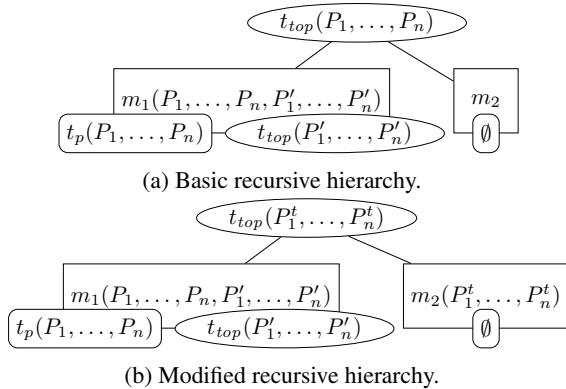 t_{top}(P_1, …, P_n)
m_1(P_1, …, P_n, P'_1, …, P'_n)    m_2
t_p(P_1, …, P_n)    t_{top}(P'_1, …, P'_n)    ∅
(a) Basic recursive hierarchy.
t_{top}(P^t_1, …, P^t_n)
m_1(P_1, …, P_n, P'_1, …, P'_n)    m_2(P^t_1, …, P^t_n)
t_p(P_1, …, P_n)    t_{top}(P'_1, …, P'_n)    ∅
(b) Modified recursive hierarchy.